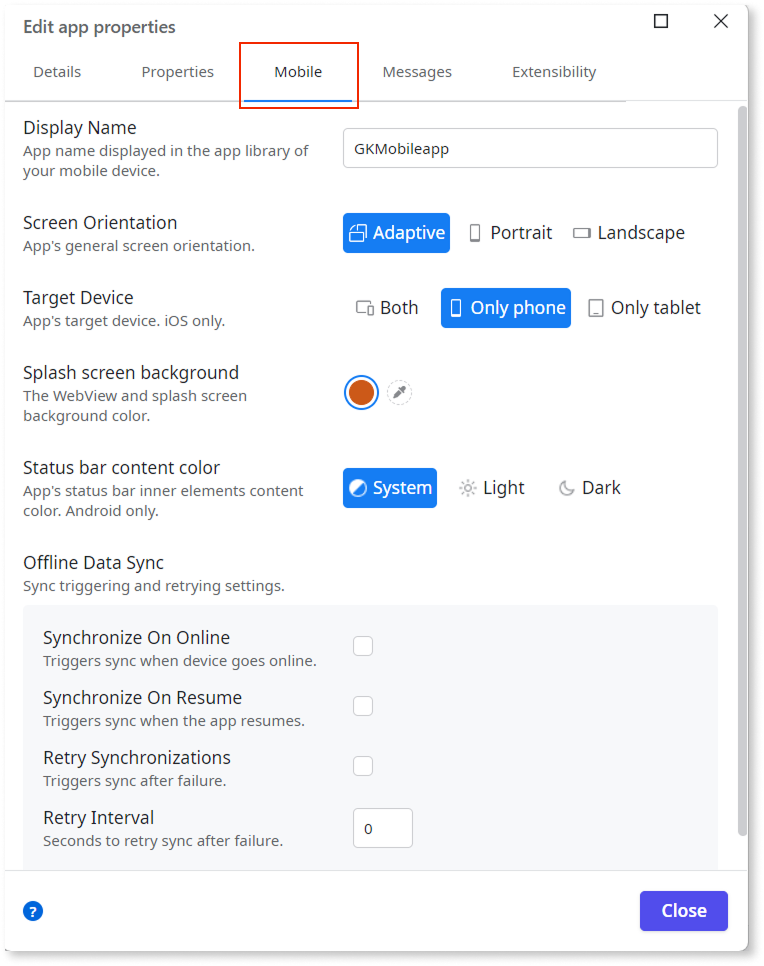 Edit app properties
Details Properties Mobile Messages Extensibility
Display Name
App name displayed in the app library of
your mobile device.
GKMobileapp
Screen Orientation
App's general screen orientation.
Adaptive Portrait Landscape
Target Device
App's target device. iOS only.
Both Only phone Only tablet
Splash screen background
The WebView and splash screen
background color.
Status bar content color
App's status bar inner elements content
color. Android only.
System Light Dark
Offline Data Sync
Sync triggering and retrying settings.
Synchronize On Online
Triggers sync when device goes online.
Synchronize On Resume
Triggers sync when the app resumes.
Retry Synchronizations
Triggers sync after failure.
Retry Interval
Seconds to retry sync after failure.
0
?
Close